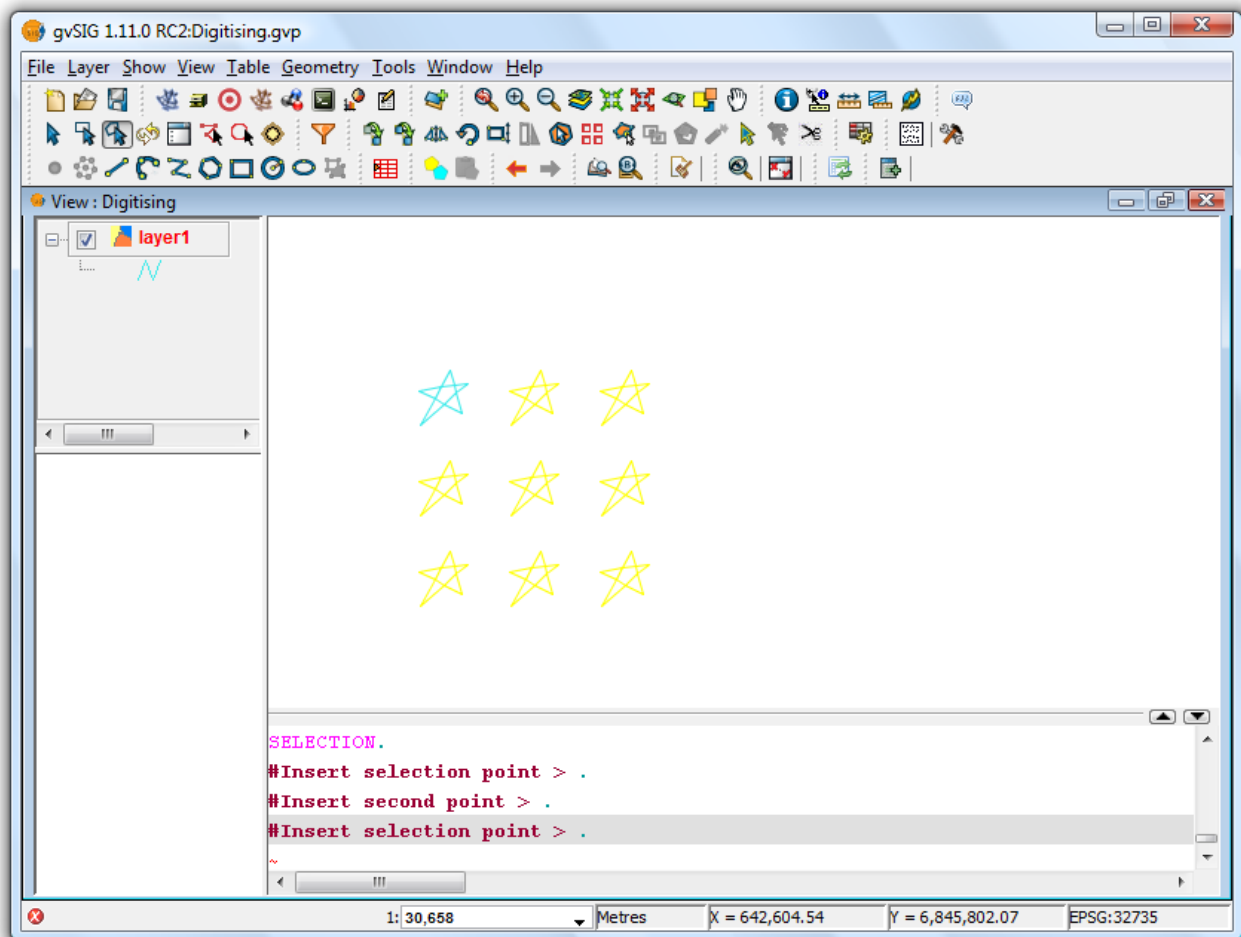 gvSIG 1.11.0 RC2:Digitising.gvp
File Layer Show View Table Geometry Tools Window Help
View : Digitising
layer1
SELECTION.
#Insert selection point > .
#Insert second point > .
#Insert selection point > .
~
1: 30,658 Metres X = 642,604.54 Y = 6,845,802.07 EPSG:32735